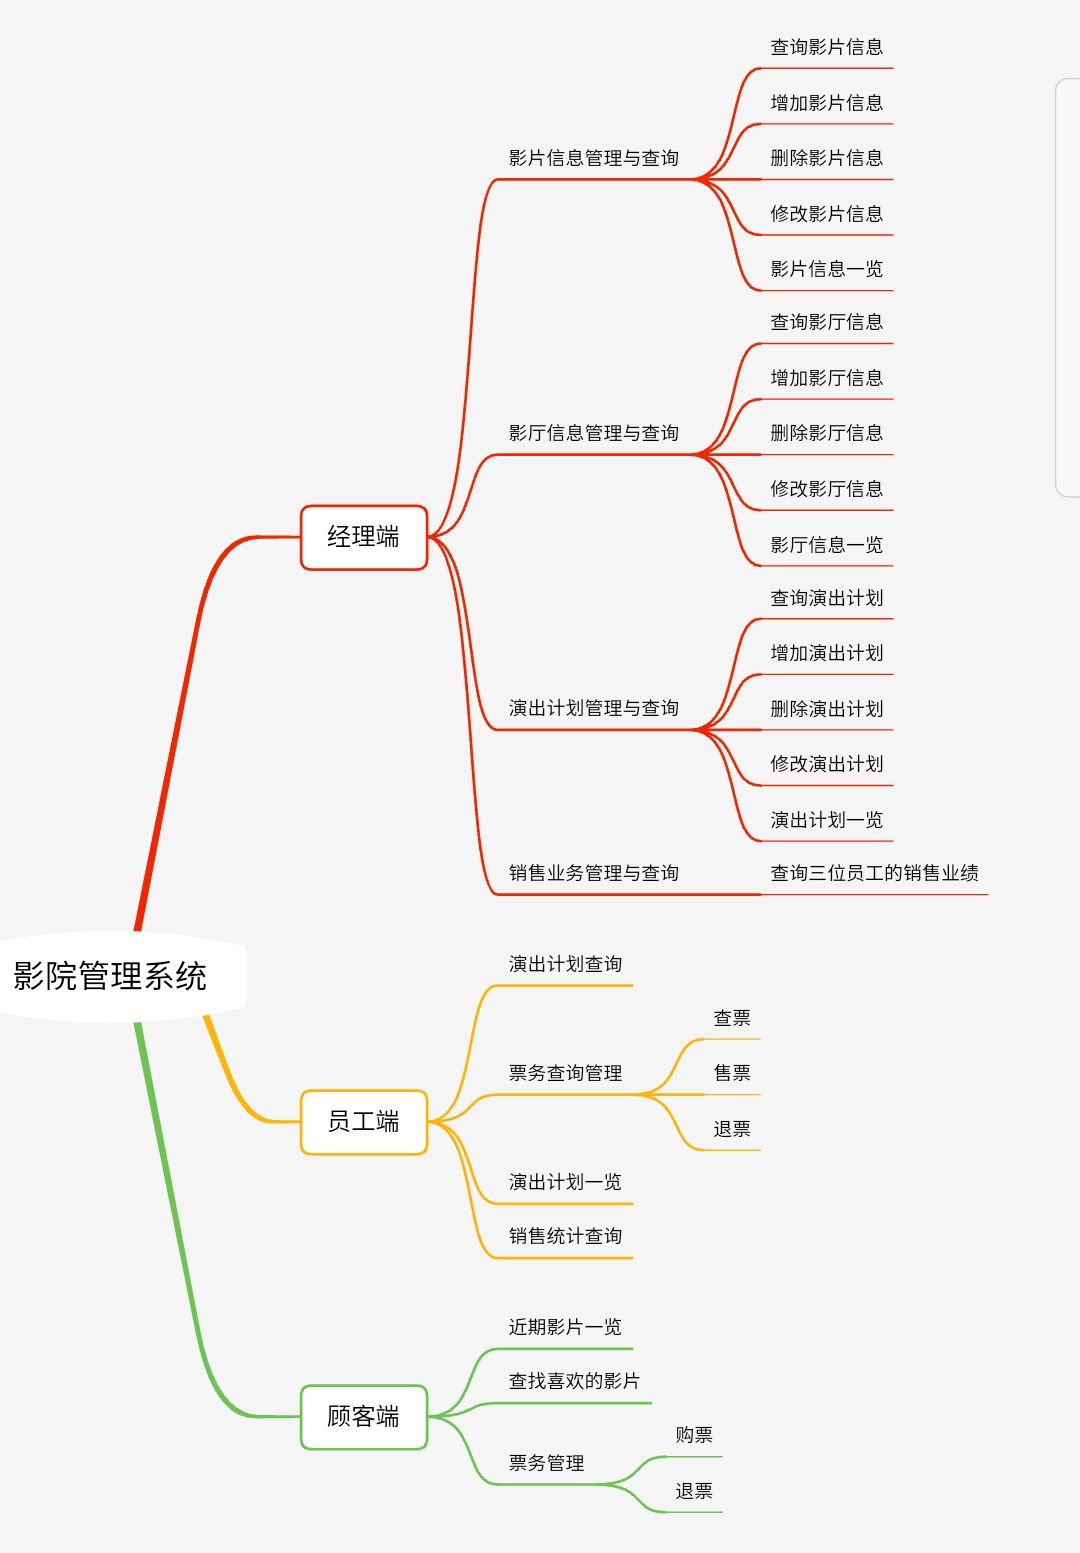 影院管理系统
经理端
影片信息管理与查询
查询影片信息
增加影片信息
删除影片信息
修改影片信息
影片信息一览
影厅信息管理与查询
查询影厅信息
增加影厅信息
删除影厅信息
修改影厅信息
影厅信息一览
演出计划管理与查询
查询演出计划
增加演出计划
删除演出计划
修改演出计划
演出计划一览
销售业务管理与查询
查询三位员工的销售业绩
员工端
演出计划查询
票务查询管理
查票
售票
退票
演出计划一览
销售统计查询
顾客端
近期影片一览
查找喜欢的影片
票务管理
购票
退票